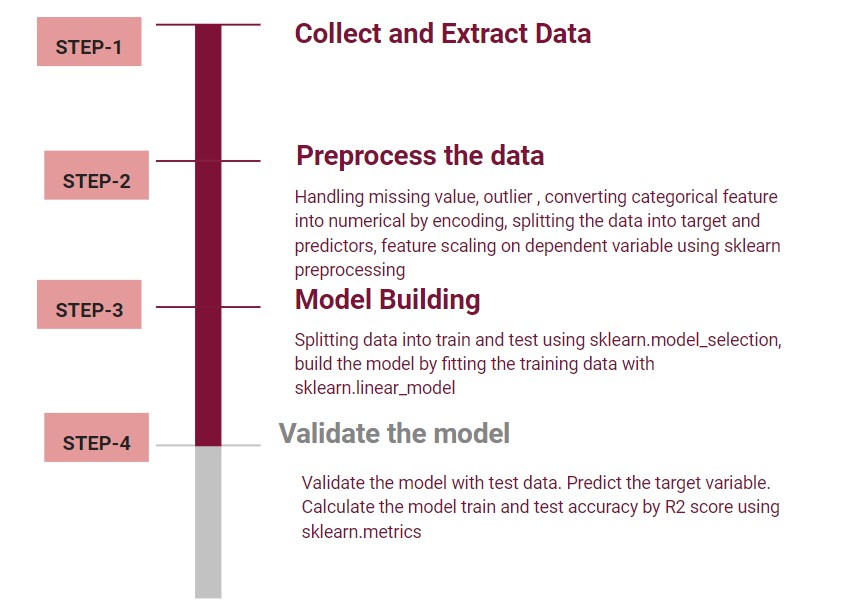 STEP-1
Collect and Extract Data
STEP-2
Preprocess the data
Handling missing value, outlier , converting categorical feature
into numerical by encoding, splitting the data into target and
predictors, feature scaling on dependent variable using sklearn
preprocessing
STEP-3
Model Building
Splitting data into train and test using sklearn.model_selection,
build the model by fitting the training data with
sklearn.linear_model
STEP-4
Validate the model
Validate the model with test data. Predict the target variable.
Calculate the model train and test accuracy by R2 score using
sklearn.metrics